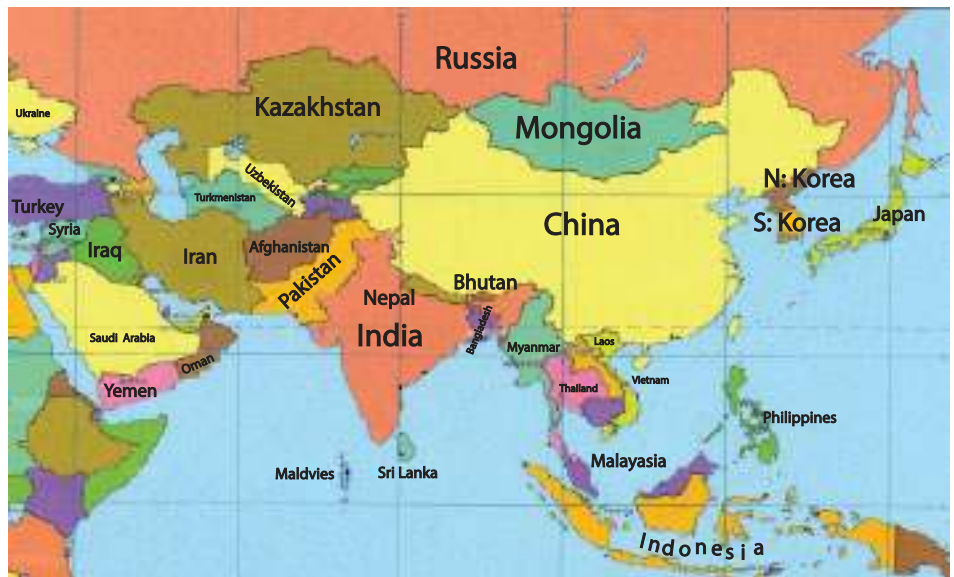 Russia
Kazakhstan
Ukraine
Mongolia
Uzbekistan
N: Korea
Turkmenistan
Turkey
Japan
S: Korea
China
Syria
Iraq
Afghanistan
Iran
Pakistan
Bhutan
Nepal
Bangladesh
India
Saudi Arabia
Laos
Myanmar
Oman
Vietnam
Thailand
Yemen
Philippines
Malayasia
Maldvies
Sri Lanka
Indonesia